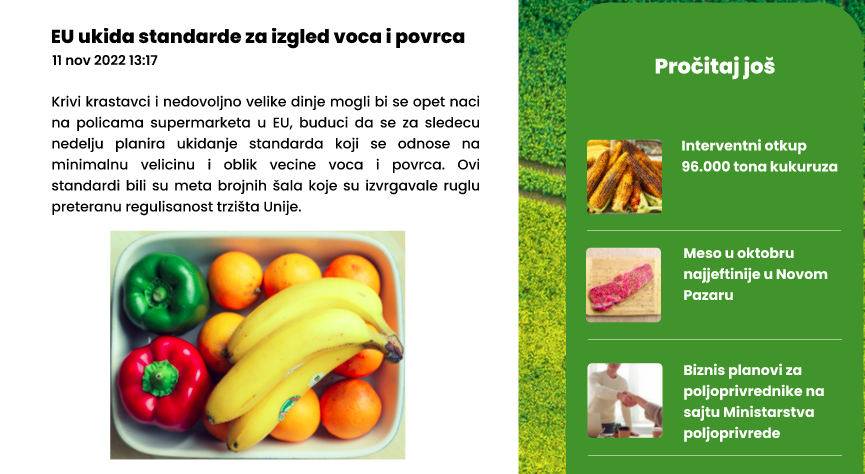 EU ukida standarde za izgled voca i povrca
11 nov 2022 13:17
Krivi krastavci i nedovoljno velike dinje mogli bi se opet naci
na policama supermarketa u EU, buduci da se za sledecu
nedelju planira ukidanje standarda koji se odnose na
minimalnu velicinu i oblik vecine voca i povrca. Ovi
standardi bili su meta brojnih šala koje su izvrgavale ruglu
preteranu regulisanost tržišta Unije.
Pročitaj još
Interventni otkup
96.000 tona kukuruza
Meso u oktobru
najjeftinije u Novom
Pazaru
Biznis planovi za
poljoprivrednike na
sajtu Ministarstva
poljoprivrede